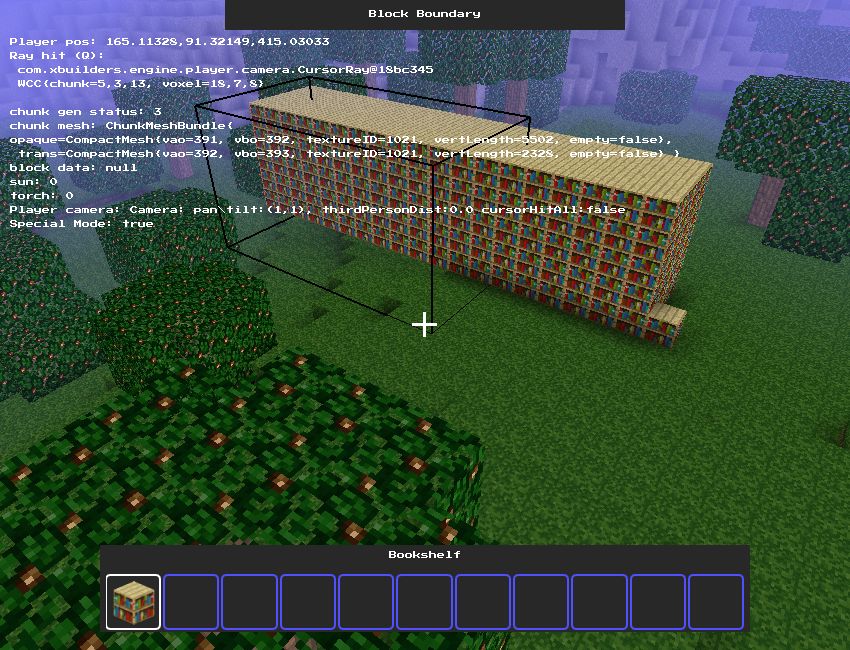 Block Boundary
Player pos: 165.11328,91.32149,415.03033
Ray hit (Q):
com.xbuilders.engine.player.camera.CursorRay@18bc345
WCC{chunk=5,3,13, voxel=18,7,8}
chunk gen status: 3
chunk mesh: ChunkMeshBundle{
opaque=CompactMesh{vao=391, vbo=392, textureID=1021, vertLength=5502, empty=false},
trans=CompactMesh{vao=392, vbo=393, textureID=1021, vertLength=2328, empty=false} }
block data: null
sun: 0
torch: 0
Player camera: Camera: pan\tilt:(1,1), thirdPersonDist:0.0 cursorHitAll:false
Special Mode: true
Bookshelf